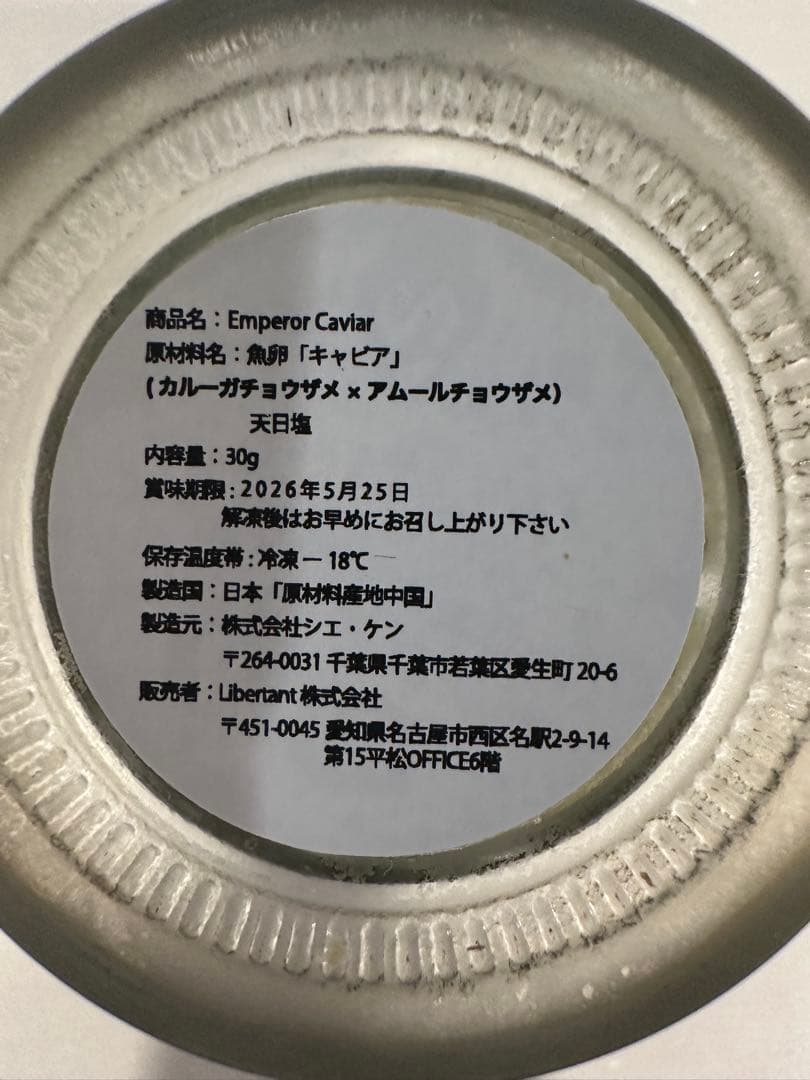 商品名：Emperor Caviar
原材料名：魚卵「キャビア」
(カルーガチョウザメ×アムールチョウザメ)
天日塩
内容量：30g
賞味期限：2026年5月25日
解凍後はお早めにお召し上がり下さい
保存温度帯：冷凍 ー 18℃
製造国：日本「原材料産地中国」
製造元：株式会社シエ・ケン
〒264-0031 千葉県千葉市若葉区愛生町 20-6
販売者：Libertant 株式会社
〒451-0045 愛知県名古屋市西区名駅2-9-14
第15平松OFFICE6階